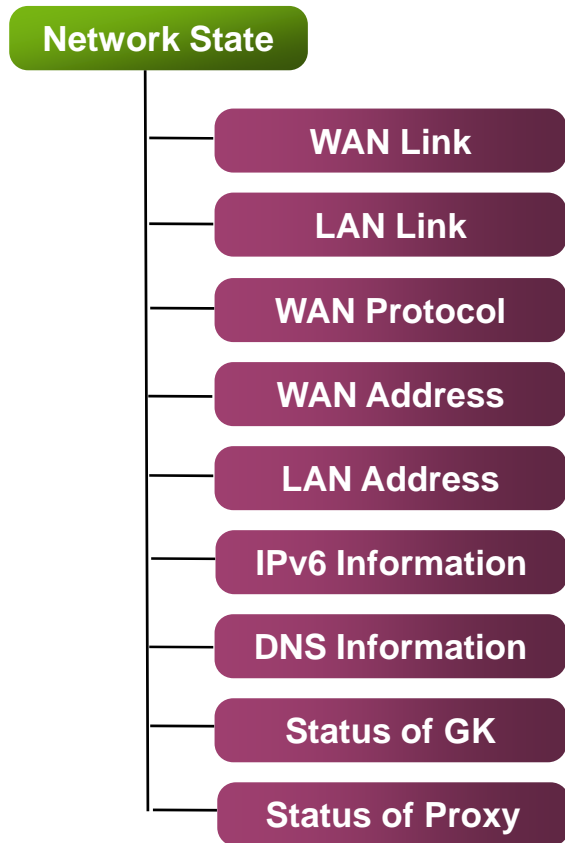 Network State
WAN Link
LAN Link
WAN Protocol
WAN Address
LAN Address
IPv6 Information
DNS Information
Status of GK
Status of Proxy